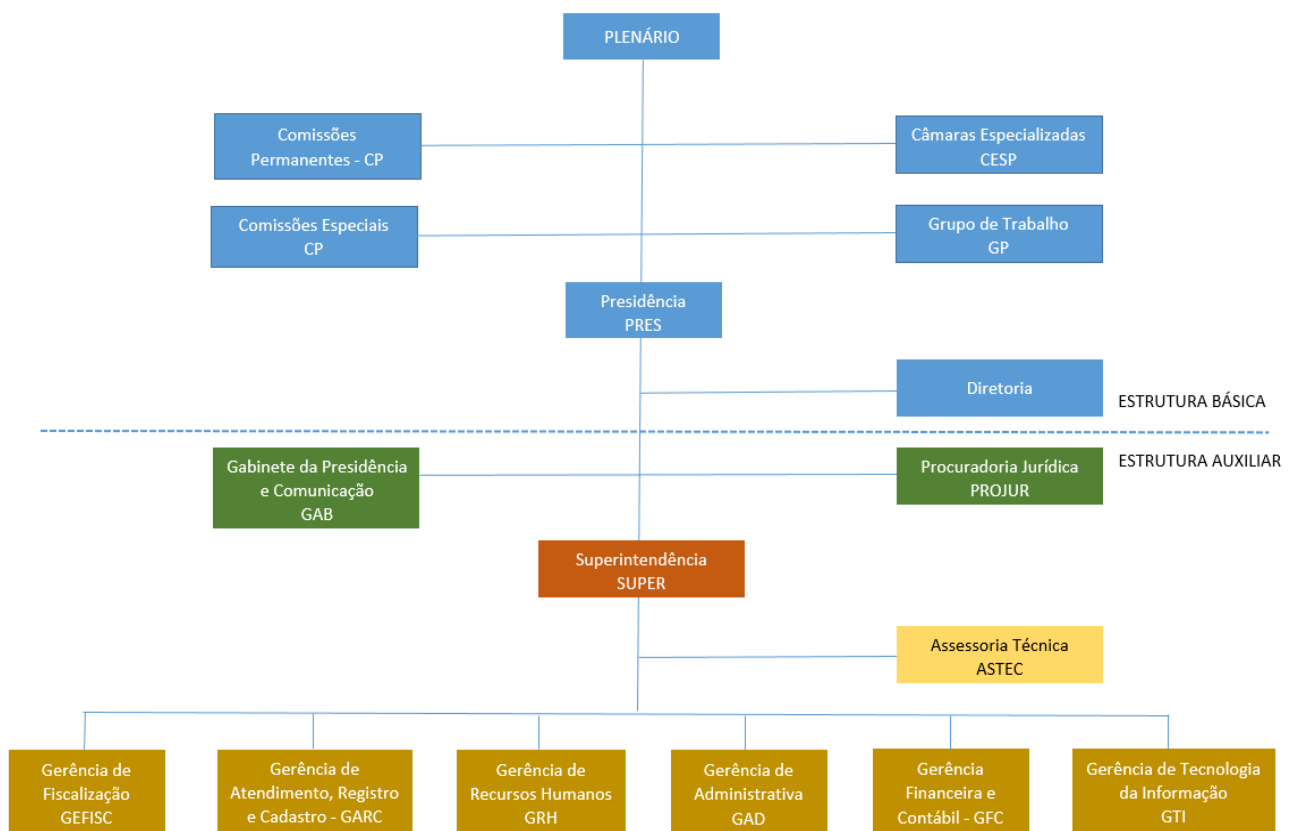 PLENÁRIO
Comissões
Permanentes - CP
Câmaras Especializadas
CESP
Comissões Especiais
CP
Grupo de Trabalho
GP
Presidência
PRES
Diretoria
ESTRUTURA BÁSICA
ESTRUTURA AUXILIAR
Gabinete da Presidência
e Comunicação
GAB
Procuradoria Jurídica
PROJUR
Superintendência
SUPER
Assessoria Técnica
ASTEC
Gerência de
Fiscalização
GEFISC
Gerência de
Atendimento, Registro
e Cadastro - GARC
Gerência de
Recursos Humanos
GRH
Gerência de
Administrativa
GAD
Gerência
Financeira e
Contábil - GFC
Gerência de Tecnologia
da Informação
GTI